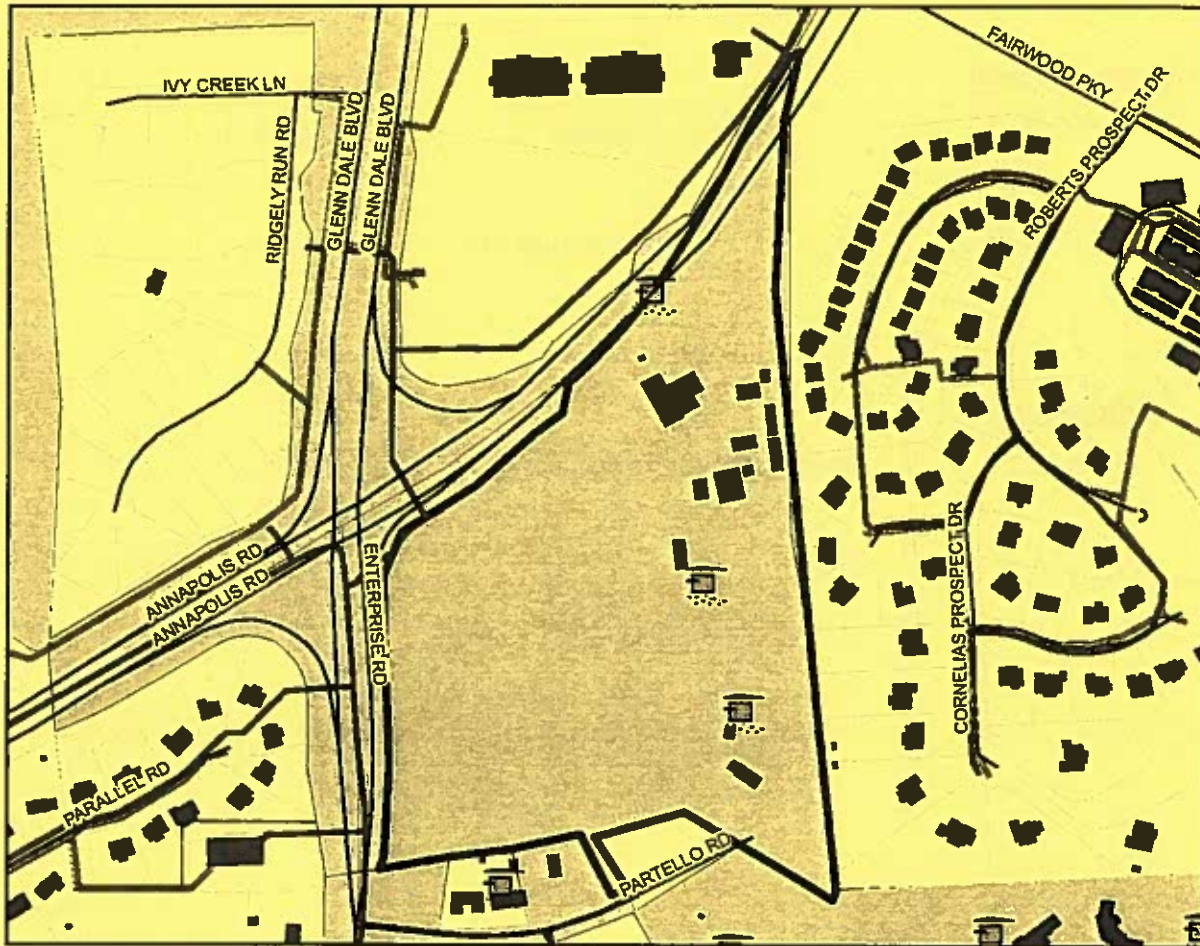 FAIRWOOD PKY
IVY CREEK LN
ROBERTS PROSPECT DR
GLENN DALE BLVD
GLENN DALE BLVD
RIDGELY RUN RD
ANNAPOLIS RD
ANNAPOLIS RD
ENTERPRISE RD
CORNELIAS PROSPECT DR
PARALLEL RD
PARTELLO RD